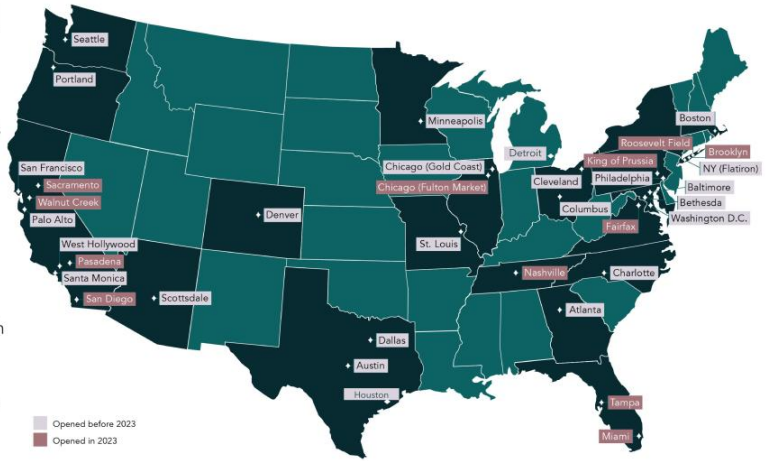 Seattle
Portland
Minneapolis
Boston
Detroit
Roosevelt Field
Brooklyn
King of Prussia
NY (Flatiron)
San Francisco
Chicago (Gold Coast)
Cleveland
Philadelphia
Sacramento
Chicago (Fulton Market)
Baltimore
Walnut Creek
Columbus
Bethesda
Palo Alto
Denver
Washington D.C.
Fairfax
West Hollywood
St. Louis
Pasadena
Nashville
Charlotte
Santa Monica
San Diego
Scottsdale
Atlanta
Dallas
Austin
Houston
Tampa
Miami
Opened before 2023
Opened in 2023